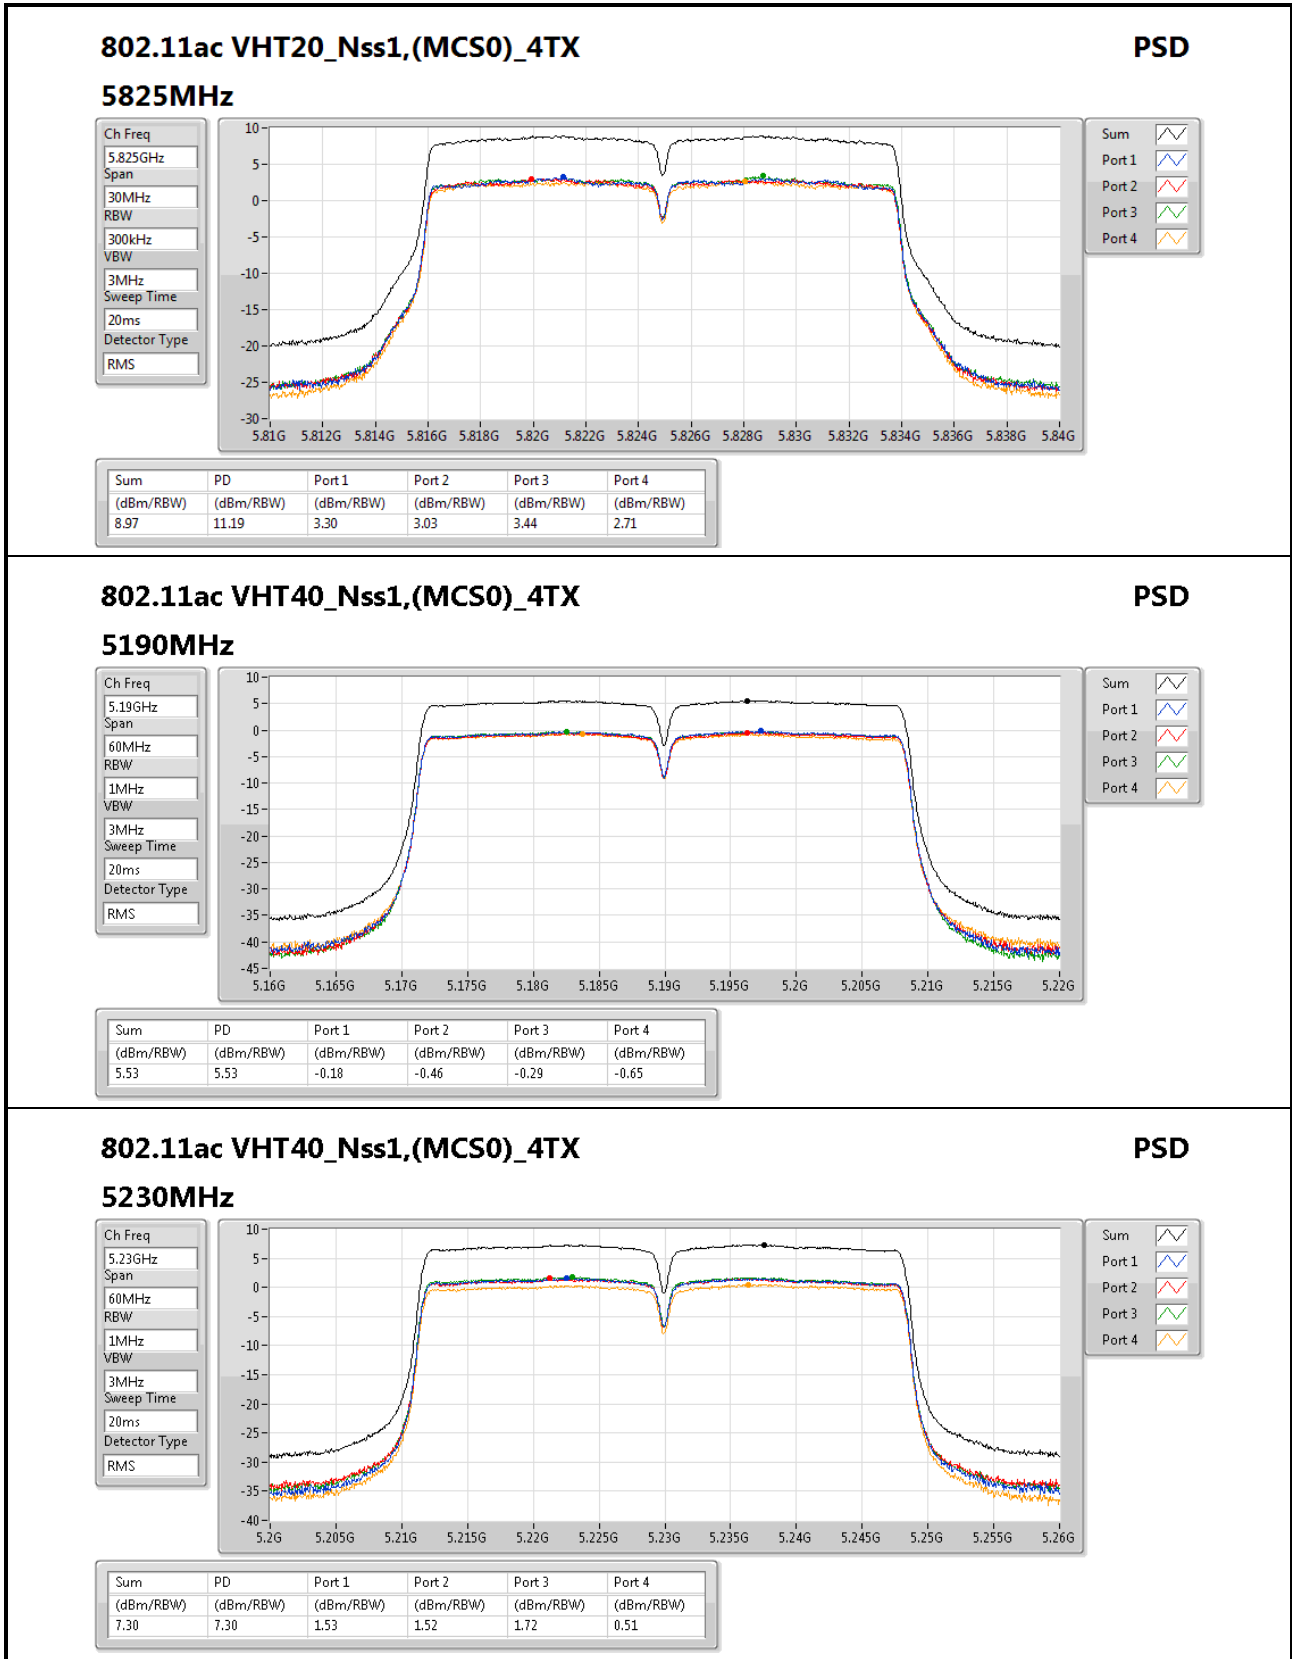 802.11ac VHT20_Nss1,(MCS0)_4TX PSD
5825MHz
Ch Freq
5.825GHz
Span
30MHz
RBW
300kHz
VBW
3MHz
Sweep Time
20ms
Detector Type
RMS
10
5
0
-5
-10
-15
-20
-25
-30
5.81G 5.812G 5.814G 5.816G 5.818G 5.82G 5.822G 5.824G 5.826G 5.828G 5.83G 5.832G 5.834G 5.836G 5.838G 5.84G
Sum
Port 1
Port 2
Port 3
Port 4
Sum PD Port 1 Port 2 Port 3 Port 4
(dBm/RBW) (dBm/RBW) (dBm/RBW) (dBm/RBW) (dBm/RBW) (dBm/RBW)
8.97 11.19 3.30 3.03 3.44 2.71
802.11ac VHT40_Nss1,(MCS0)_4TX PSD
5190MHz
Ch Freq
5.19GHz
Span
60MHz
RBW
1MHz
VBW
3MHz
Sweep Time
20ms
Detector Type
RMS
10
5
0
-5
-10
-15
-20
-25
-30
-35
-40
-45
5.16G 5.165G 5.17G 5.175G 5.18G 5.185G 5.19G 5.195G 5.2G 5.205G 5.21G 5.215G 5.22G
Sum
Port 1
Port 2
Port 3
Port 4
Sum PD Port 1 Port 2 Port 3 Port 4
(dBm/RBW) (dBm/RBW) (dBm/RBW) (dBm/RBW) (dBm/RBW) (dBm/RBW)
5.53 5.53 -0.18 -0.46 -0.29 -0.65
802.11ac VHT40_Nss1,(MCS0)_4TX PSD
5230MHz
Ch Freq
5.23GHz
Span
60MHz
RBW
1MHz
VBW
3MHz
Sweep Time
20ms
Detector Type
RMS
10
5
0
-5
-10
-15
-20
-25
-30
-35
-40
5.2G 5.205G 5.21G 5.215G 5.22G 5.225G 5.23G 5.235G 5.24G 5.245G 5.25G 5.255G 5.26G
Sum
Port 1
Port 2
Port 3
Port 4
Sum PD Port 1 Port 2 Port 3 Port 4
(dBm/RBW) (dBm/RBW) (dBm/RBW) (dBm/RBW) (dBm/RBW) (dBm/RBW)
7.30 7.30 1.53 1.52 1.72 0.51